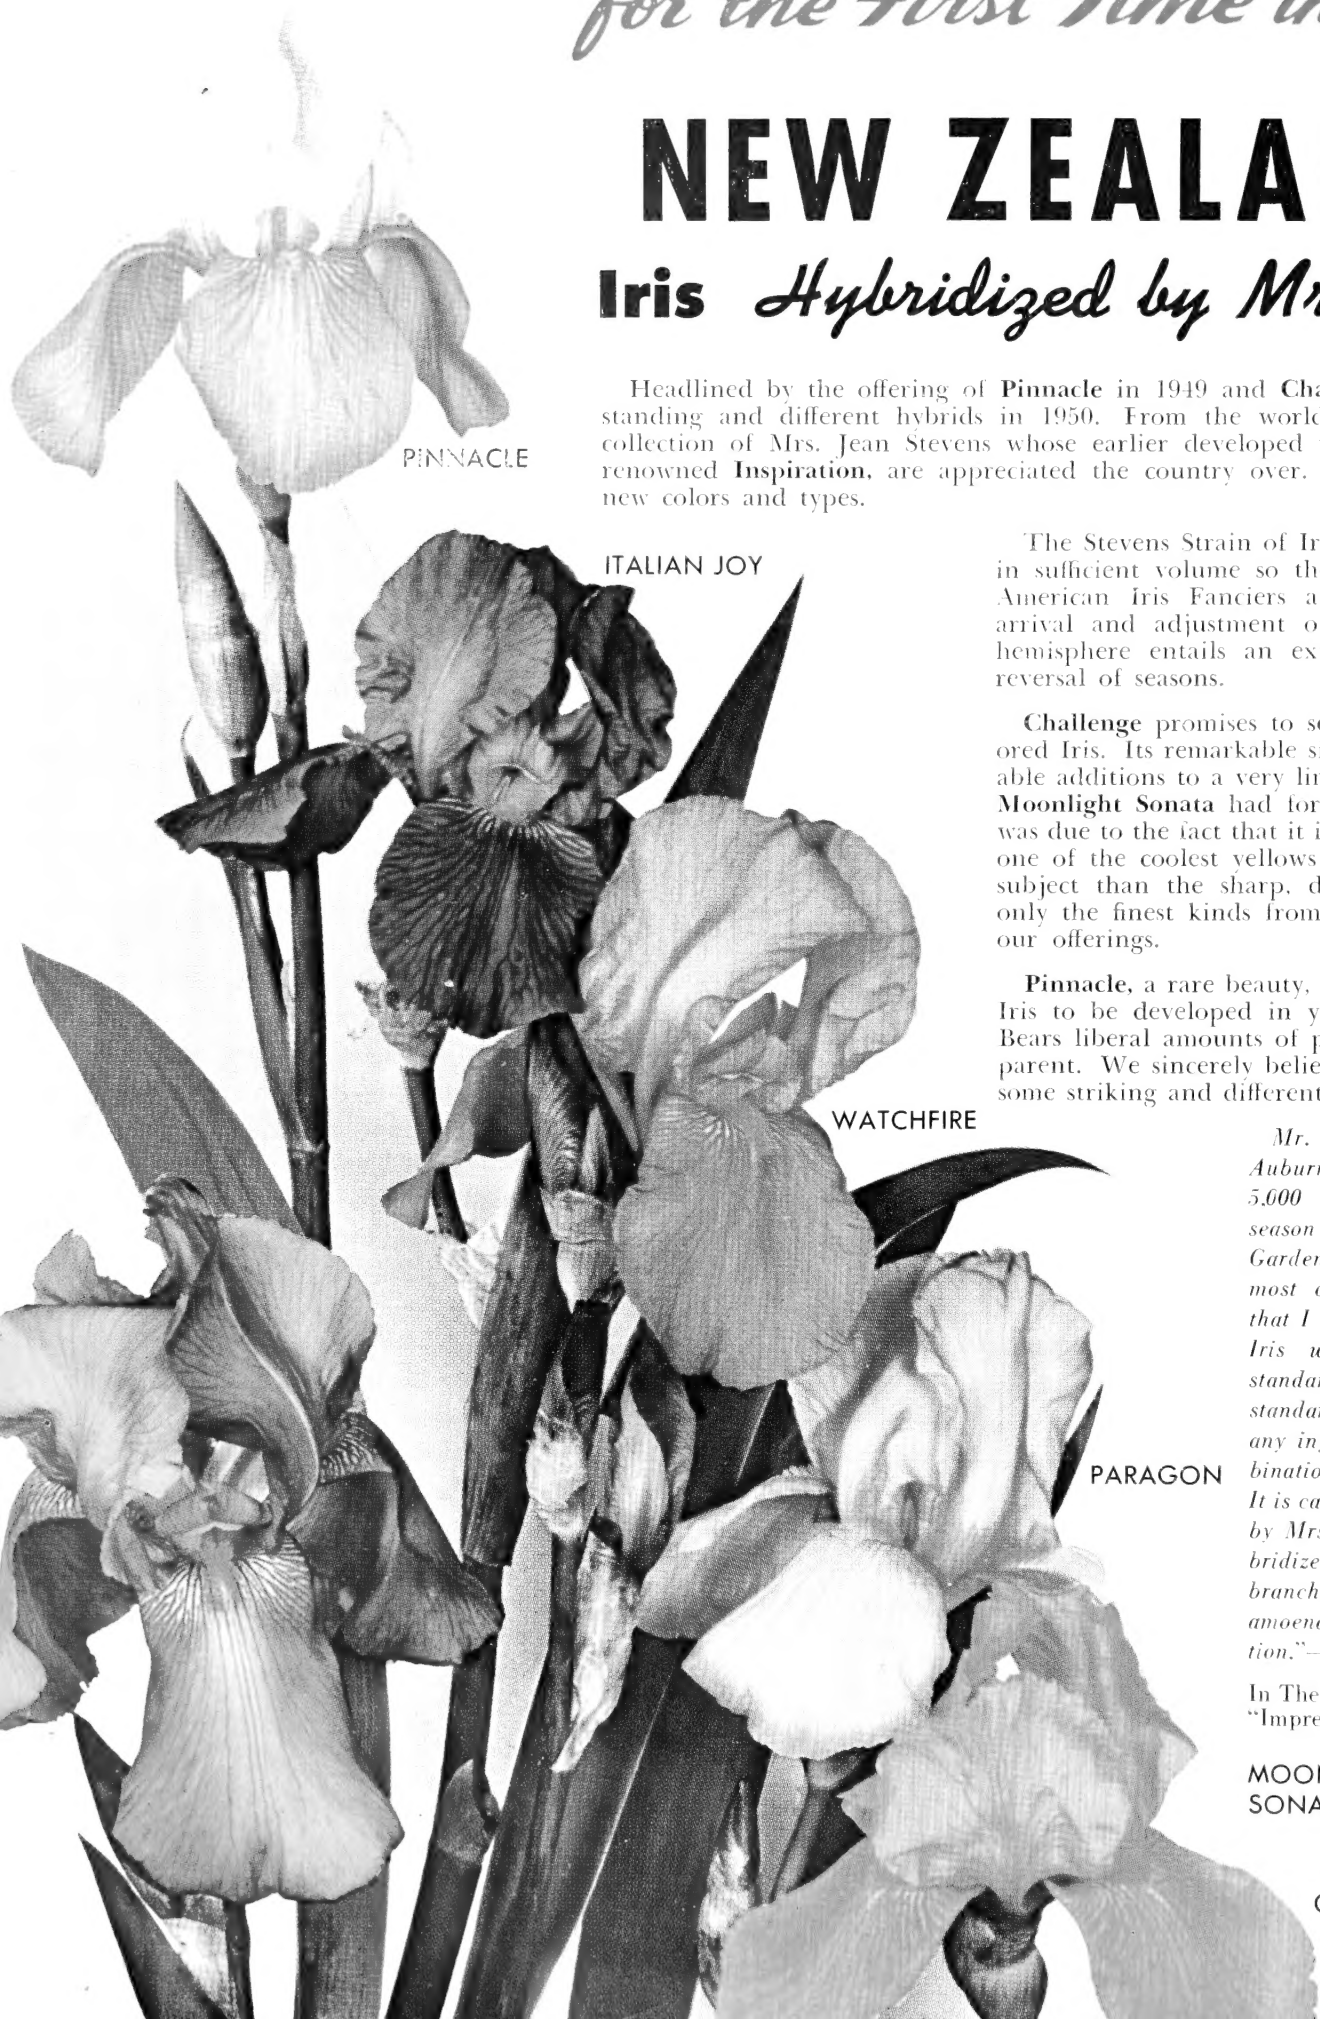 for the First Time in
NEW ZEALA
Iris Hybridized by Mr
Headlined by the offering of Pinnacle in 1949 and Cha
standing and different hybrids in 1950. From the world
collection of Mrs. Jean Stevens whose earlier developed
renowned Inspiration, are appreciated the country over.
new colors and types.
PINNACLE
ITALIAN JOY
The Stevens Strain of Ir
in sufficient volume so th
American Iris Fanciers a
arrival and adjustment o
hemisphere entails an ex
reversal of seasons.
Challenge promises to se
ored Iris. Its remarkable s
able additions to a very li
Moonlight Sonata had for
was due to the fact that it i
one of the coolest yellows
subject than the sharp, d
only the finest kinds from
our offerings.
Pinnacle, a rare beauty,
Iris to be developed in y
Bears liberal amounts of p
parent. We sincerely belie
some striking and different
WATCHFIRE
Mr.
Auburn
5,000
season
Garden
most o
that I
Iris w
standar
standar
any in
binatio
It is ca
by Mrs
bridize
branch
amoena
tion."—
In The
"Impre
PARAGON
MOON
SONA